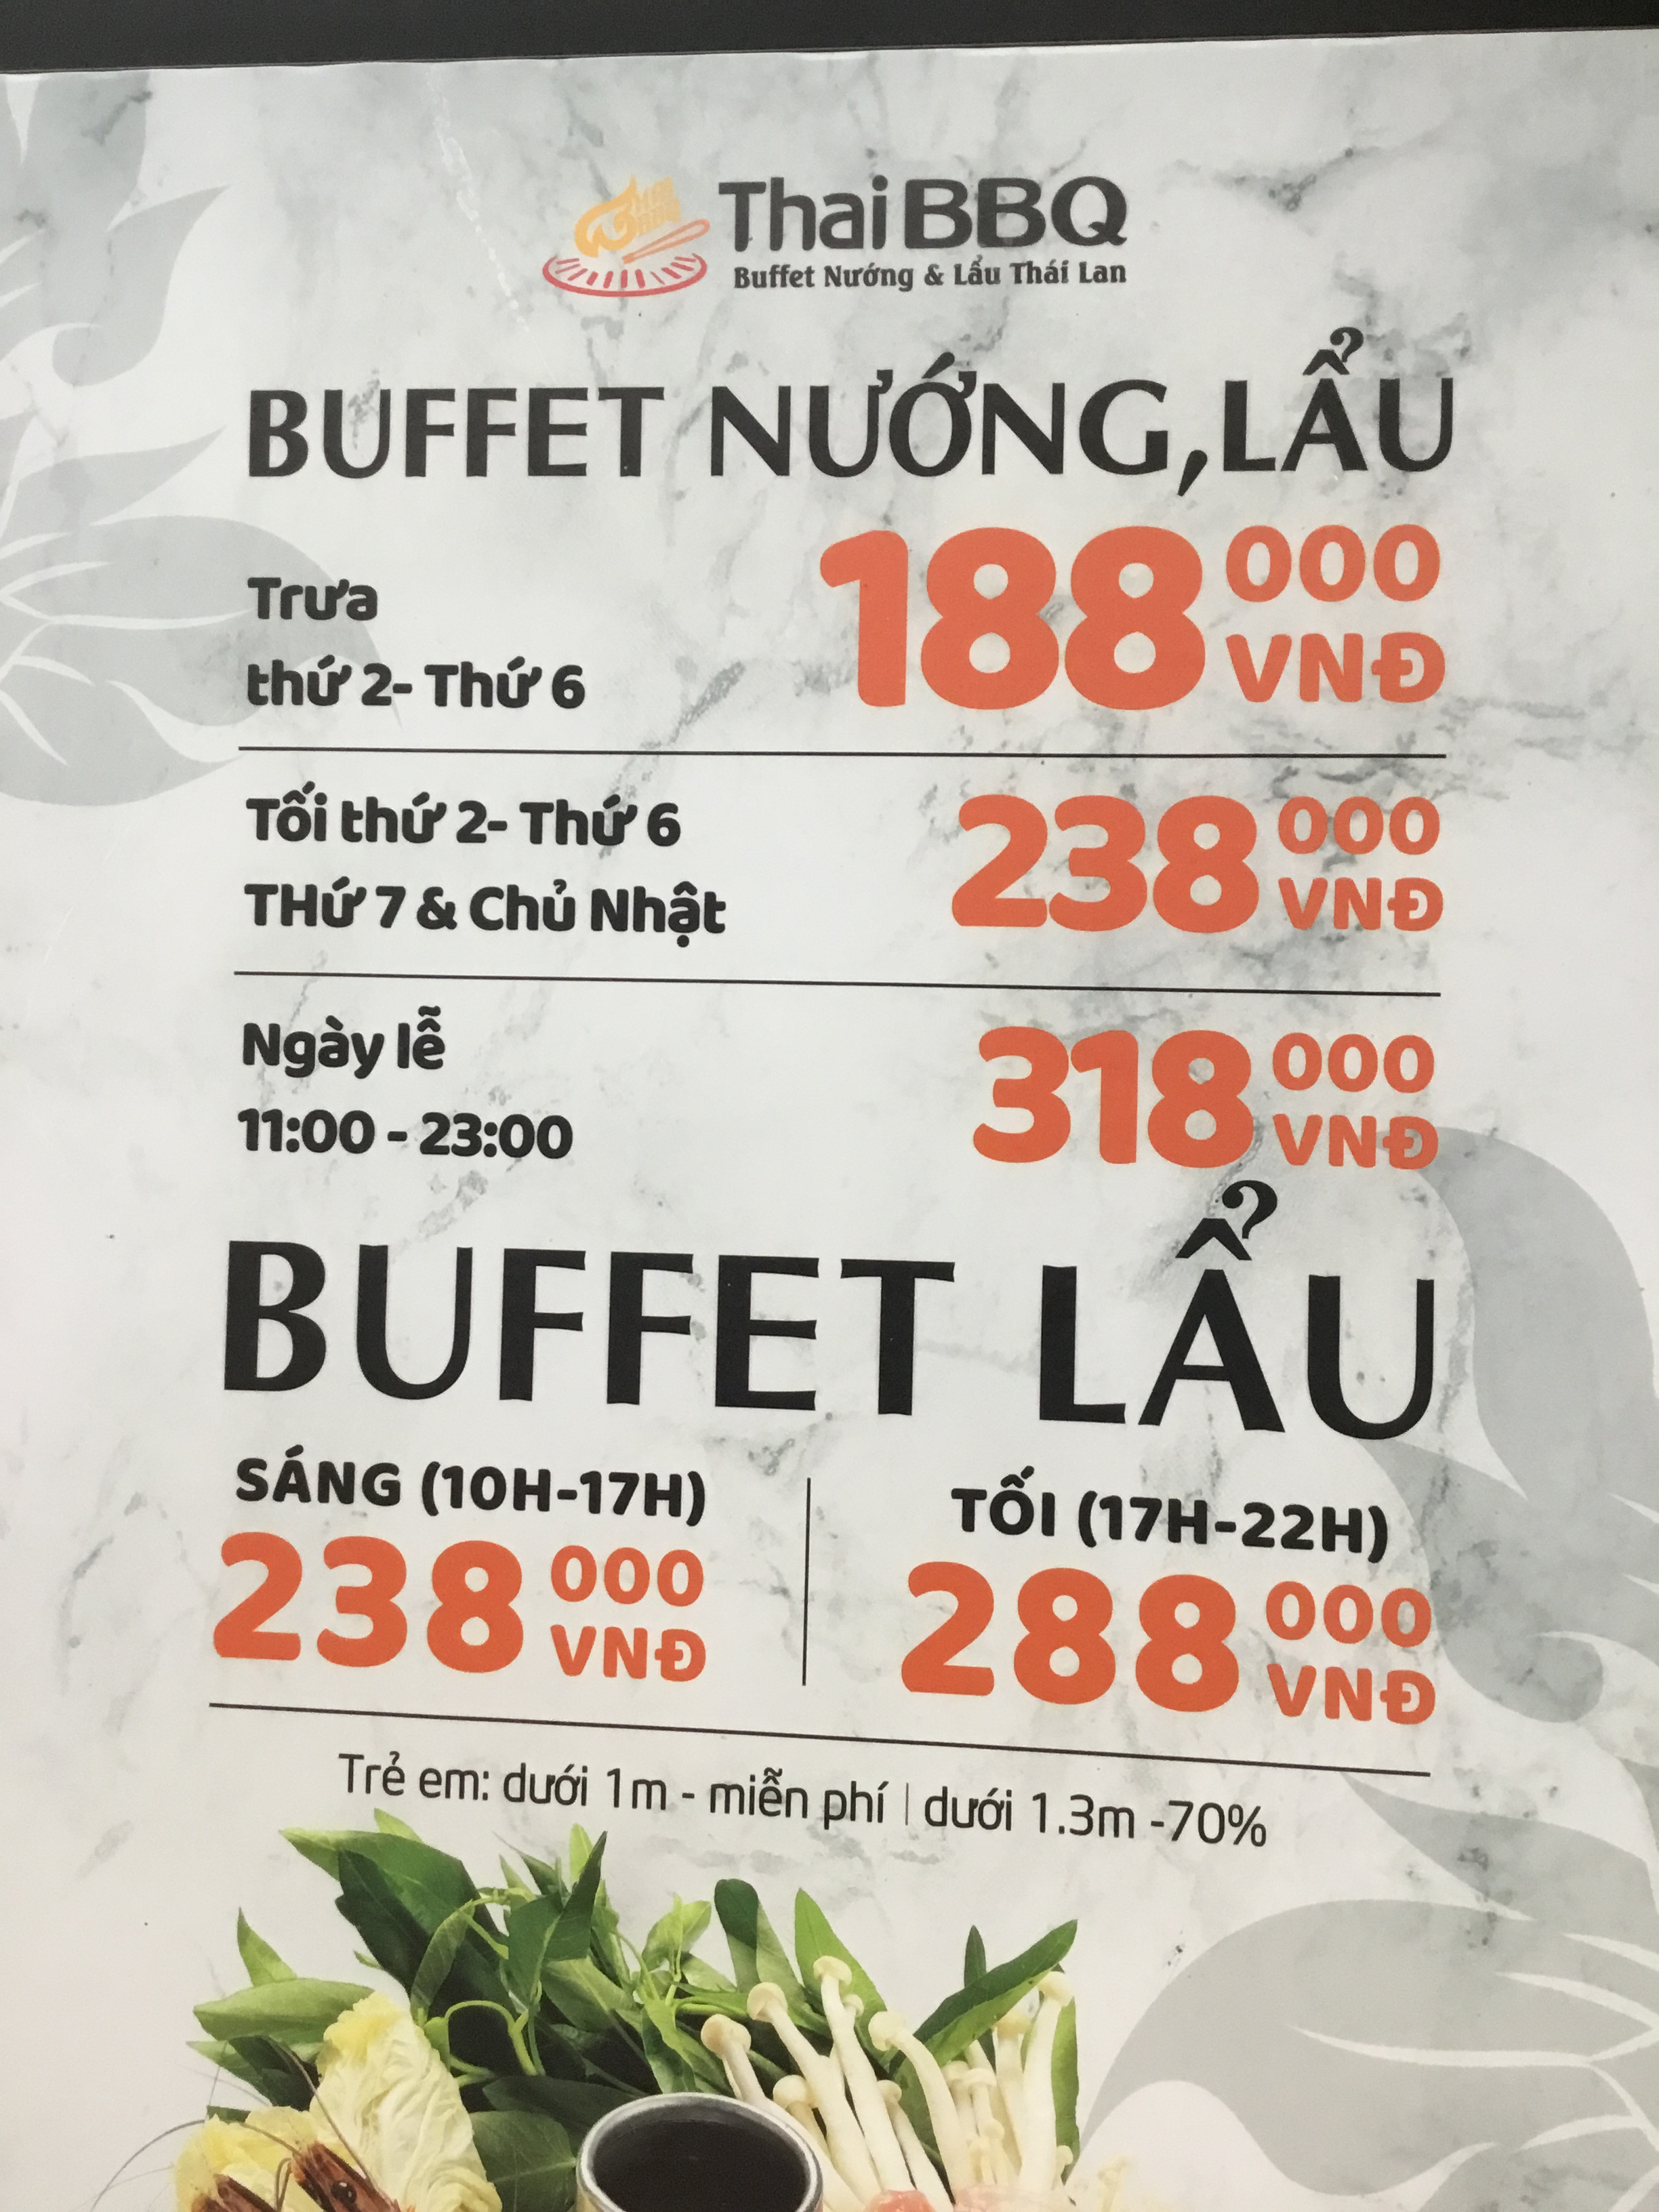 ThaiBBQ
Buffet Nướng & Lẩu Thái Lan
BUFFET NƯỚNG,LẨU
Trưa
thứ 2- Thứ 6
188 000 VNĐ
Tối thứ 2- Thứ 6
THứ 7 & Chủ Nhật
238 000 VNĐ
Ngày lễ
11:00 - 23:00
318 000 VNĐ
BUFFET LẨU
SÁNG (10H-17H)
238 000 VNĐ
TỐI (17H-22H)
288 000 VNĐ
Trẻ em: dưới 1m - miễn phí | dưới 1.3m -70%